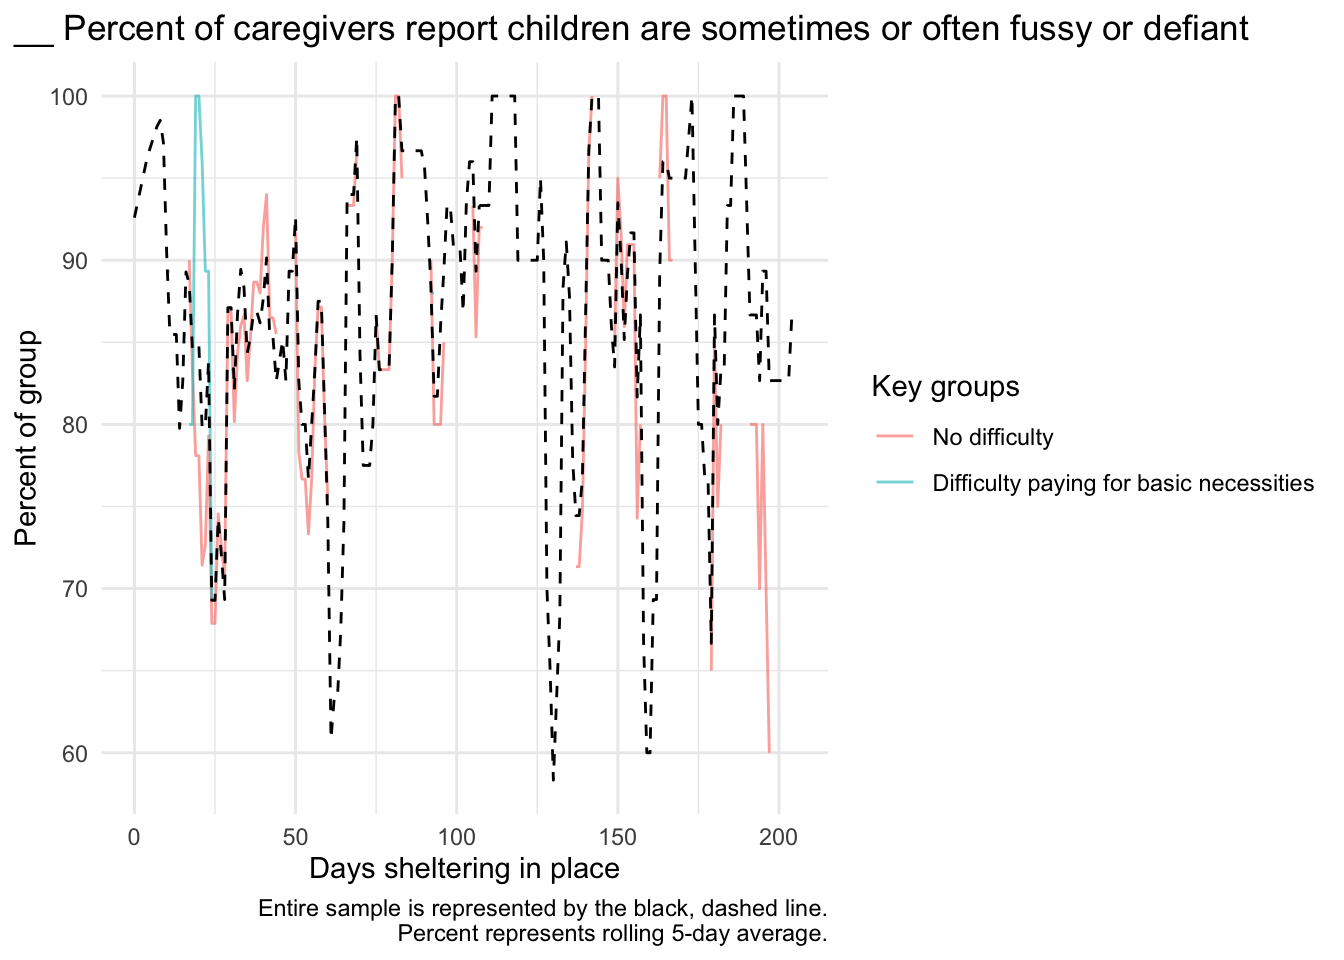 __ Percent of caregivers report children are sometimes or often fussy or defiant
100
90
80
70
60
Percent of group
0 50 100 150 200
Days sheltering in place
Key groups
No difficulty
Difficulty paying for basic necessities
Entire sample is represented by the black, dashed line.
Percent represents rolling 5-day average.